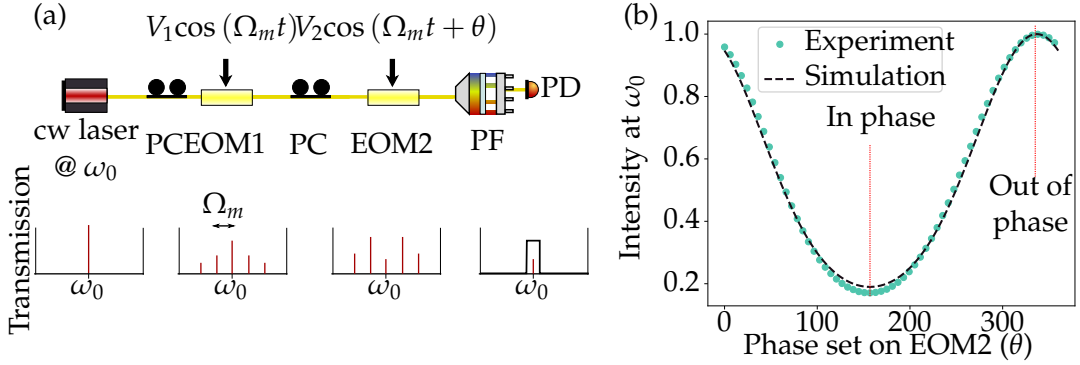 (a)
V₁cos (Ωₘt)V₂cos (Ωₘt + θ)
PD
cw laser
@ ω₀
PC
EOM1
PC
EOM2
PF
Transmission
Ωₘ
ω₀
ω₀
ω₀
ω₀
(b)
Intensity at ω₀
1.0
0.8
0.6
0.4
0.2
Experiment
Simulation
In phase
Out of
phase
0
100
200
300
Phase set on EOM2 (θ)